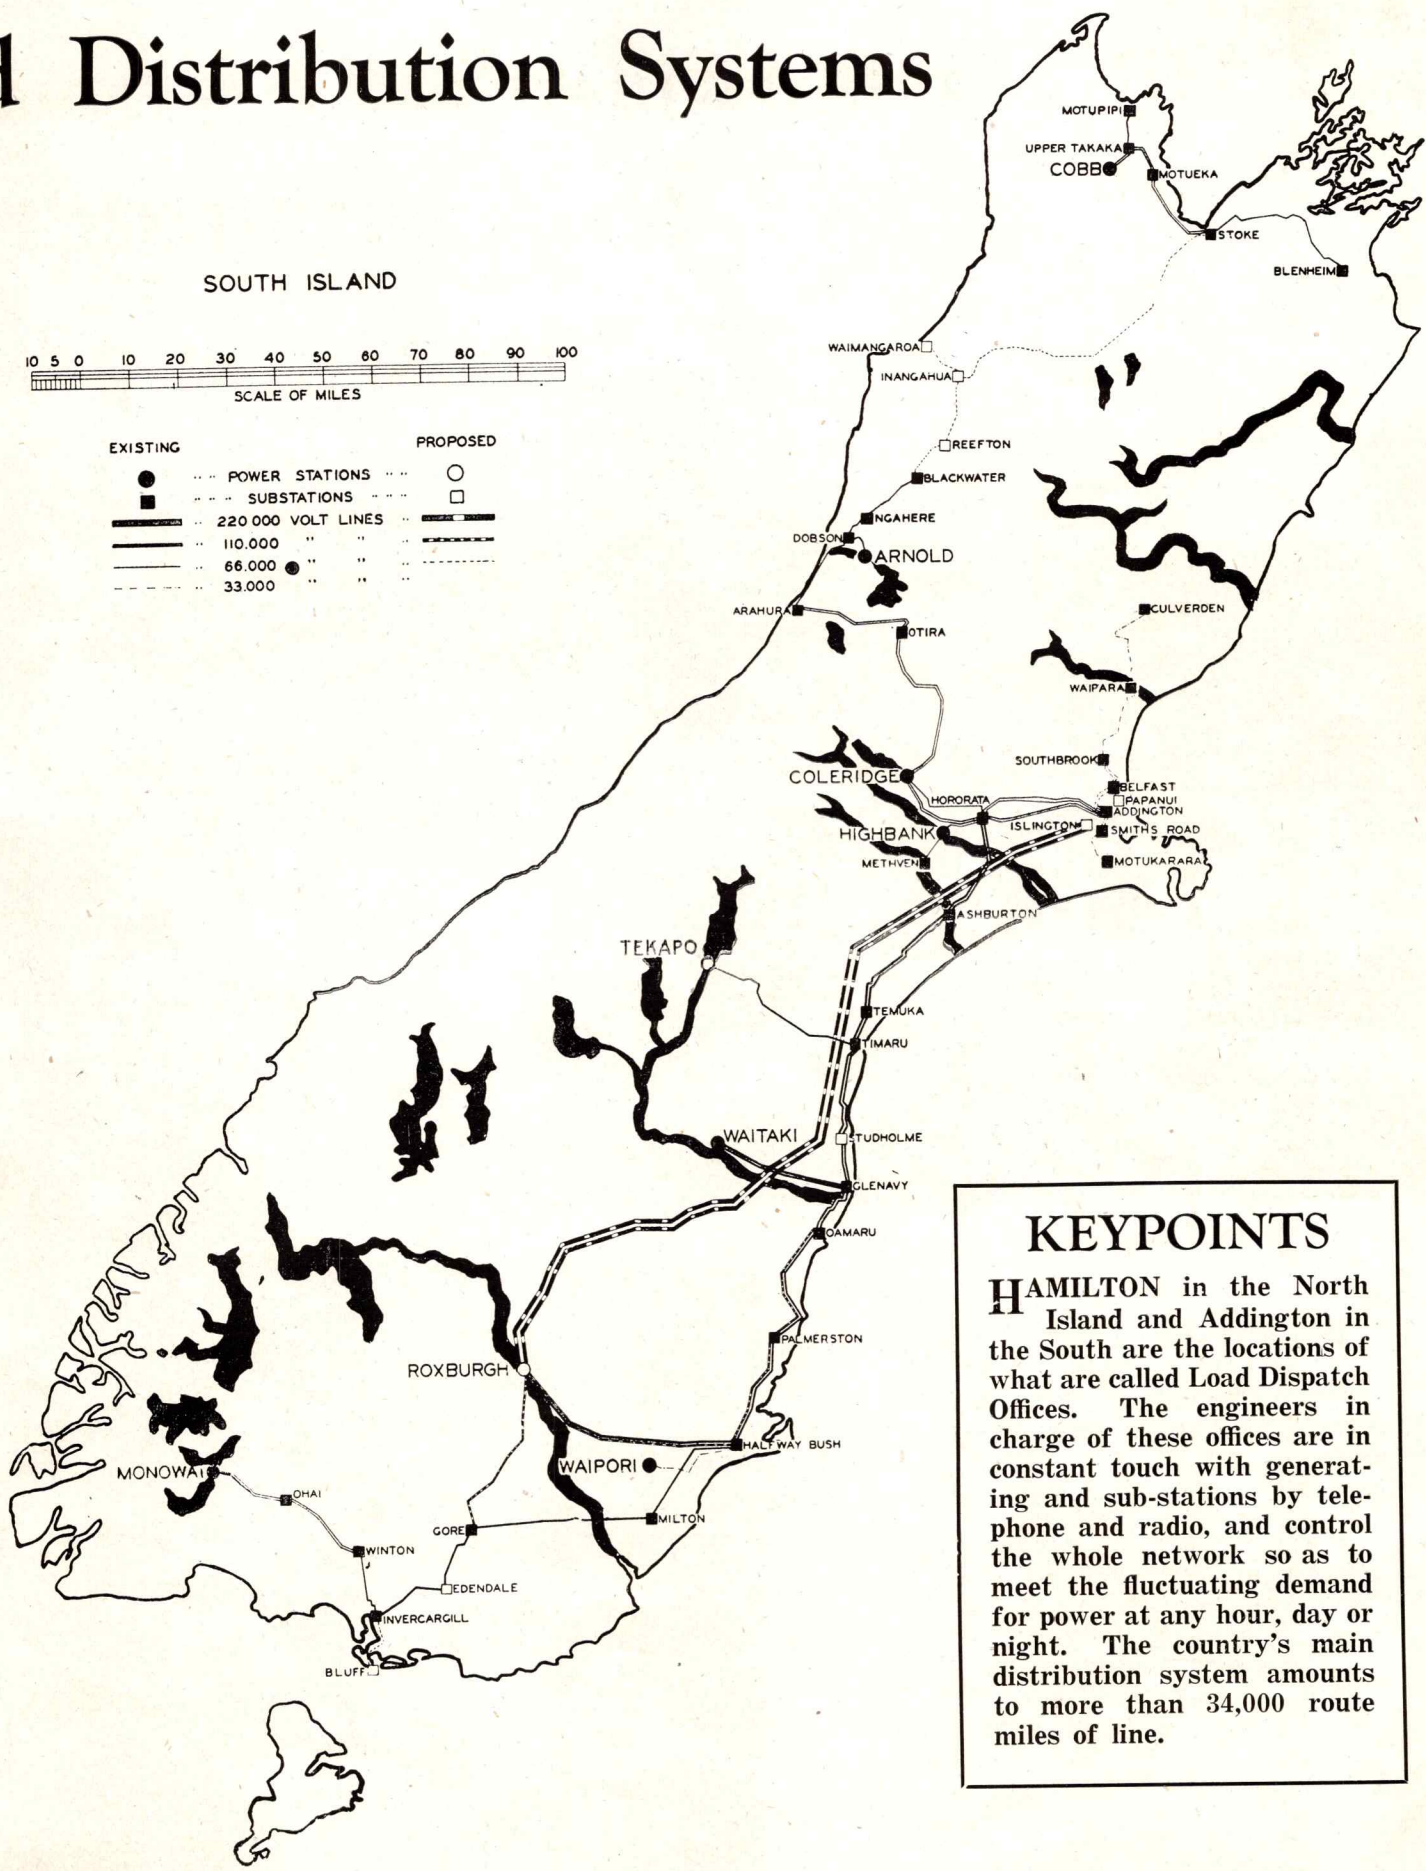 d Distribution Systems
SOUTH ISLAND
10 5 0 10 20 30 40 50 60 70 80 90 100
SCALE OF MILES
EXISTING PROPOSED
POWER STATIONS
SUBSTATIONS
220 000 VOLT LINES
110.000 " "
66.000 " "
33.000 " "
MOTUPIPI
UPPER TAKAKA
COBB
MOTUEKA
STOKE
BLENHEIM
WAIMANGAROA
INANGAHUA
REEFTON
BLACKWATER
NGAHERE
DOBSON
ARNOLD
ARAHURA
OTIRA
CULVERDEN
WAIPARA
SOUTHBROOK
COLERIDGE
BELFAST
HORORATA
PAPANUI
ADDINGTON
ISLINGTON
HIGHBANK
SMITHS ROAD
METHVEN
MOTUKARARA
ASHBURTON
TEKAPO
TEMUKA
TIMARU
WAITAKI
STUDHOLME
GLENAVY
OAMARU
PALMERSTON
ROXBURGH
HALFWAY BUSH
WAIPORI
MONOWAI
OHAI
MILTON
GORE
WINTON
EDENDALE
INVERCARGILL
BLUFF
KEYPOINTS
HAMILTON in the North
Island and Addington in
the South are the locations of
what are called Load Dispatch
Offices. The engineers in
charge of these offices are in
constant touch with generat-
ing and sub-stations by tele-
phone and radio, and control
the whole network so as to
meet the fluctuating demand
for power at any hour, day or
night. The country's main
distribution system amounts
to more than 34,000 route
miles of line.